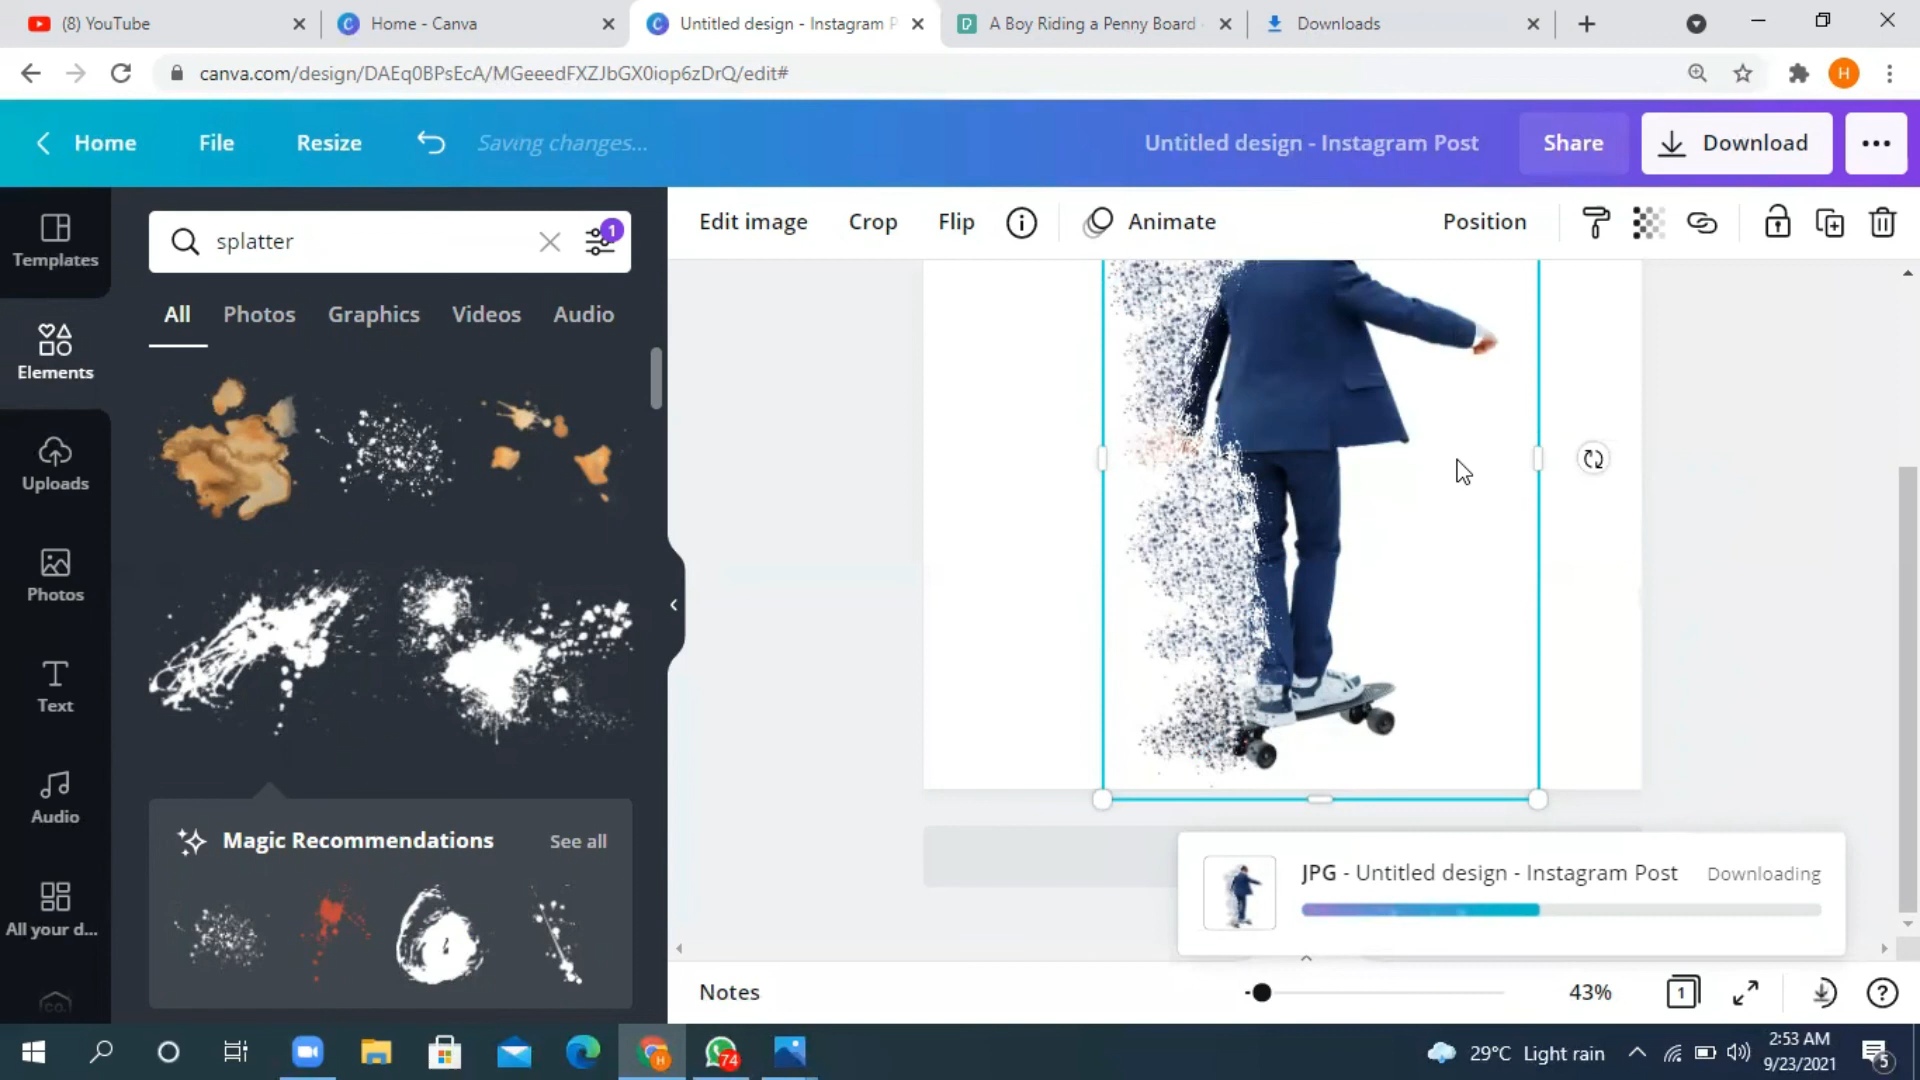 (8) YouTube
Home - Canva
Untitled design - Instagram P
A Boy Riding a Penny Board
Downloads
canva.com/design/DAEq0BPsEcA/MGeeedFXZJbGX0iop6zDrQ/edit#
H
Home
File
Resize
Saving changes...
Untitled design - Instagram Post
Share
Download
Templates
Elements
Uploads
Photos
Text
Audio
All your d...
co.
splatter
1
All
Photos
Graphics
Videos
Audio
Magic Recommendations
See all
Edit image
Crop
Flip
Animate
Position
JPG - Untitled design - Instagram Post
Downloading
Notes
43%
1
74
29°C Light rain
2:53 AM
9/23/2021
5